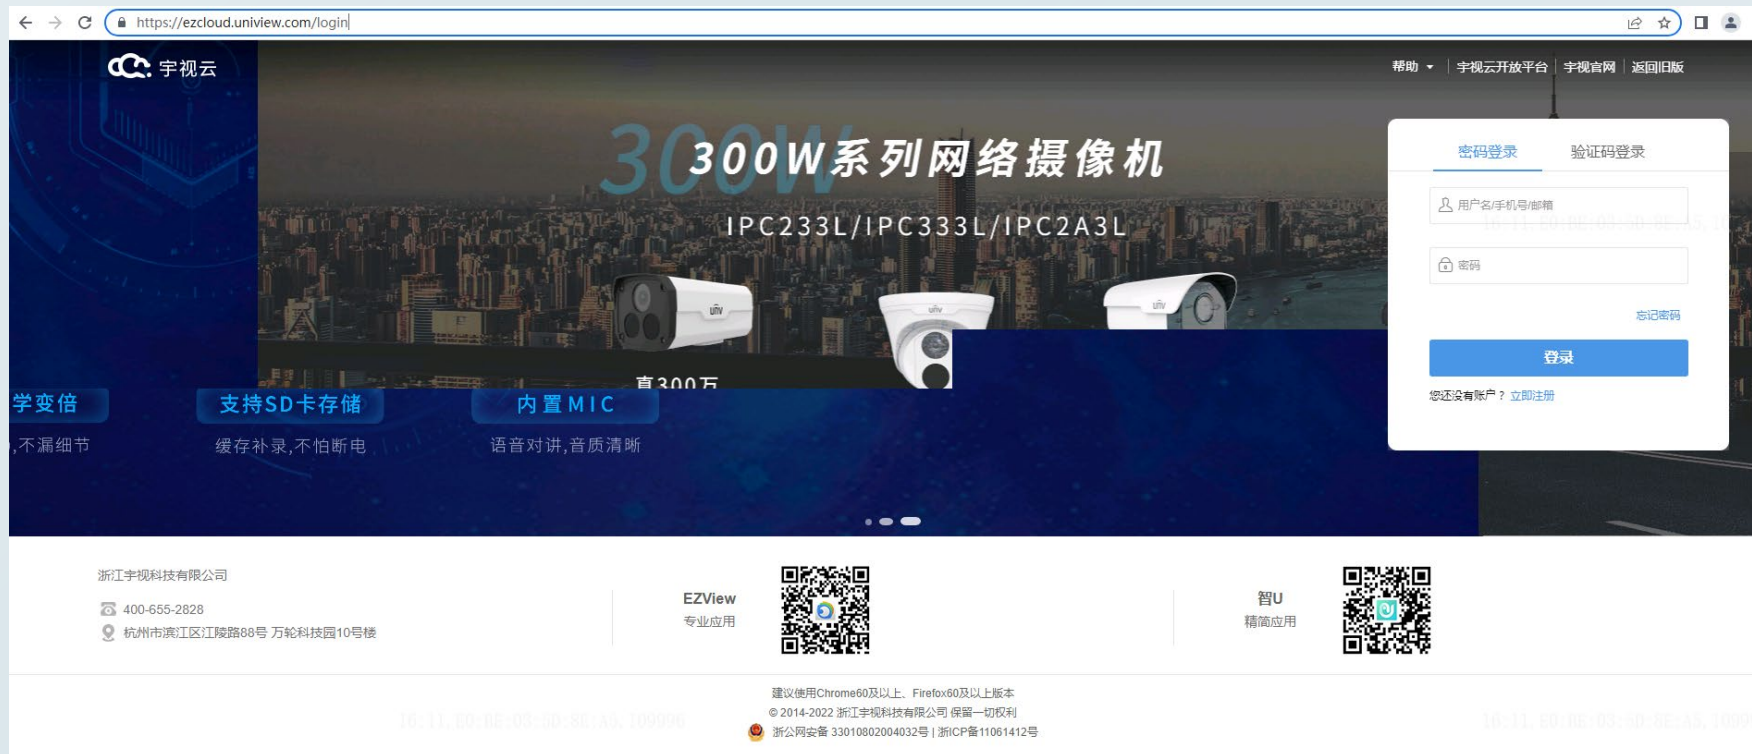 https://ezcloud.uniview.com/login
宇视云
帮助
宇视云开放平台
宇视官网
返回旧版
300W
300W系列网络摄像机
IPC233L/IPC333L/IPC2A3L
unv
unv
unv
真300万
学变倍
支持SD卡存储
内置MIC
,不漏细节
缓存补录,不怕断电
语音对讲,音质清晰
密码登录
验证码登录
用户名/手机号/邮箱
密码
忘记密码
登录
您还没有账户？ 立即注册
浙江宇视科技有限公司
400-655-2828
杭州市滨江区江陵路88号 万轮科技园10号楼
EZView
专业应用
智U
精简应用
建议使用Chrome60及以上、Firefox60及以上版本
© 2014-2022 浙江宇视科技有限公司 保留一切权利
浙公网安备 33010802004032号 | 浙ICP备11061412号